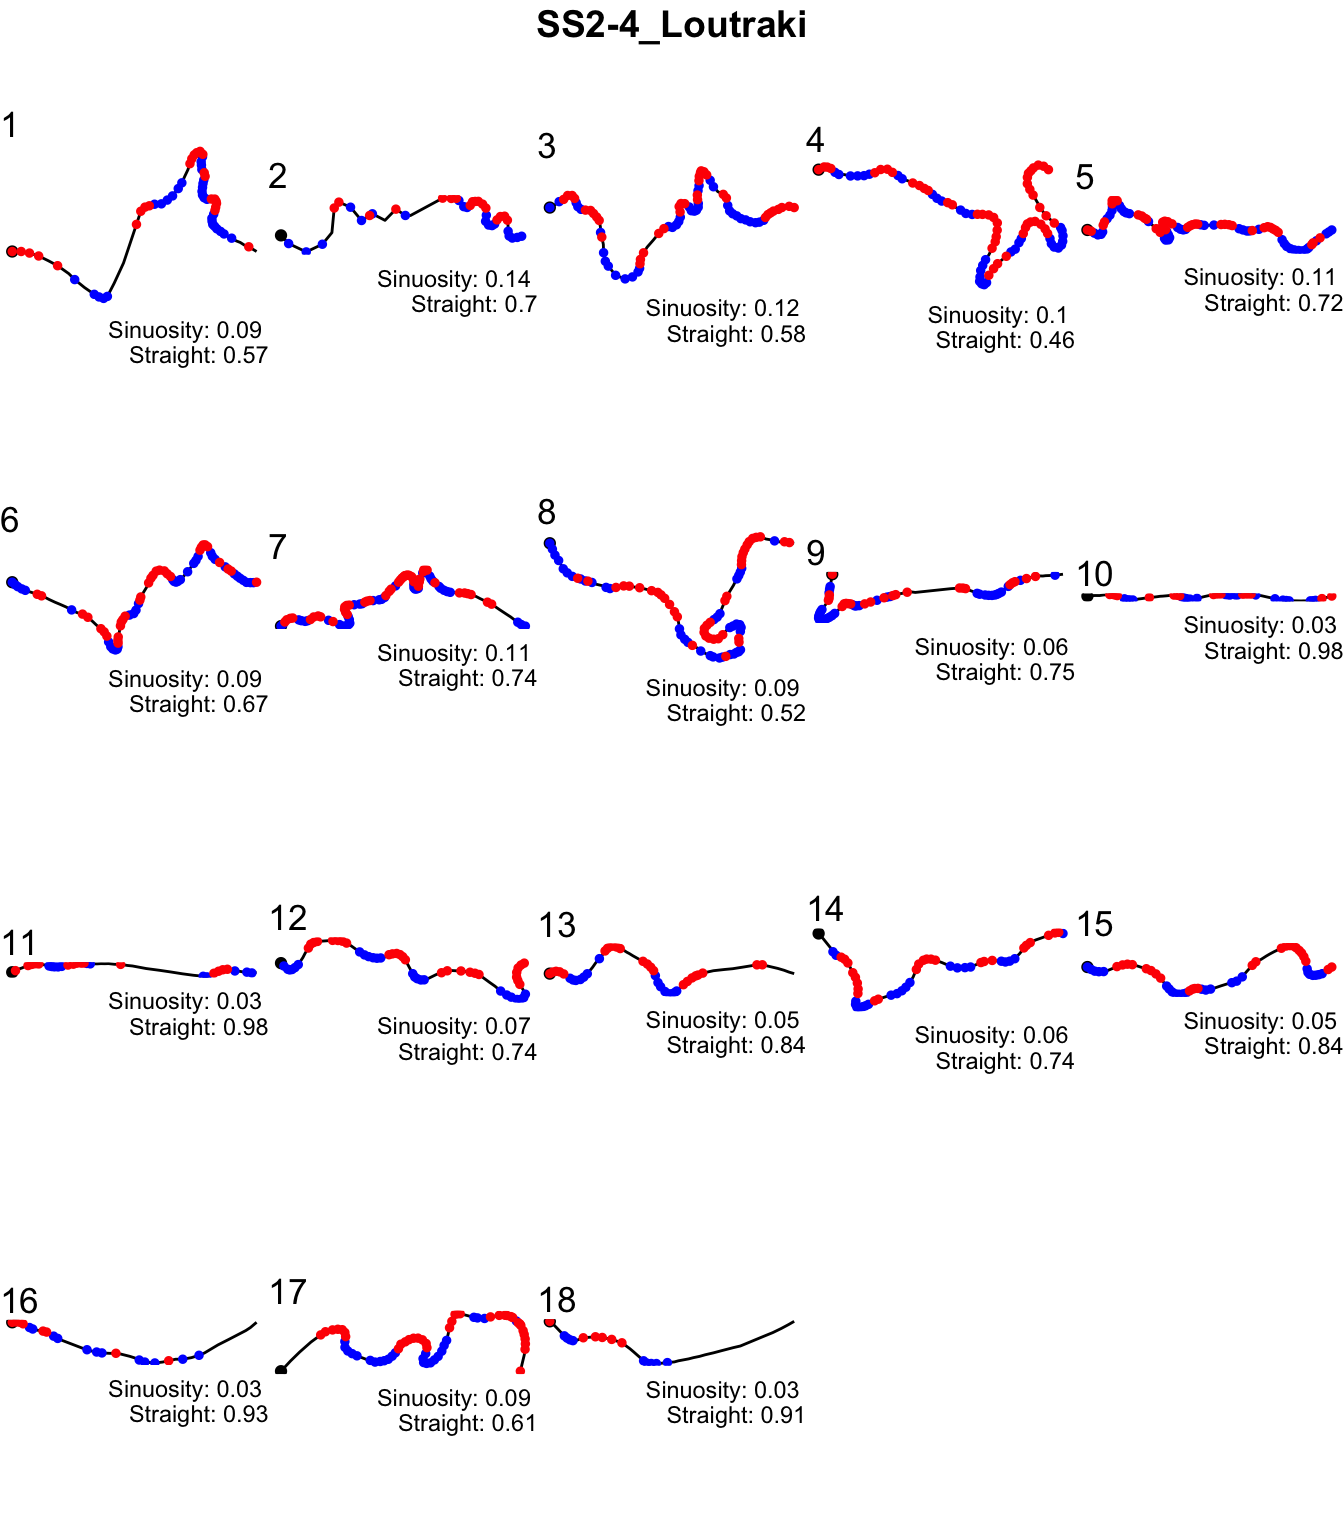 SS2-4_Loutraki
1
Sinuosity: 0.09
Straight: 0.57
2
Sinuosity: 0.14
Straight: 0.7
3
Sinuosity: 0.12
Straight: 0.58
4
Sinuosity: 0.1
Straight: 0.46
5
Sinuosity: 0.11
Straight: 0.72
6
Sinuosity: 0.09
Straight: 0.67
7
Sinuosity: 0.11
Straight: 0.74
8
Sinuosity: 0.09
Straight: 0.52
9
Sinuosity: 0.06
Straight: 0.75
10
Sinuosity: 0.03
Straight: 0.98
11
Sinuosity: 0.03
Straight: 0.98
12
Sinuosity: 0.07
Straight: 0.74
13
Sinuosity: 0.05
Straight: 0.84
14
Sinuosity: 0.06
Straight: 0.74
15
Sinuosity: 0.05
Straight: 0.84
16
Sinuosity: 0.03
Straight: 0.93
17
Sinuosity: 0.09
Straight: 0.61
18
Sinuosity: 0.03
Straight: 0.91